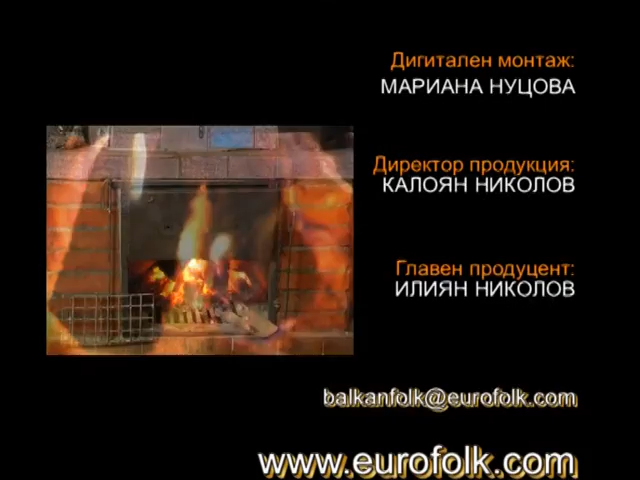 Дигитален монтаж:
МАРИАНА НУЦОВА
Директор продукция:
КАЛОЯН НИКОЛОВ
Главен продуцент:
ИЛИЯН НИКОЛОВ
balkanfolk@eurofolk.com
www.eurofolk.com